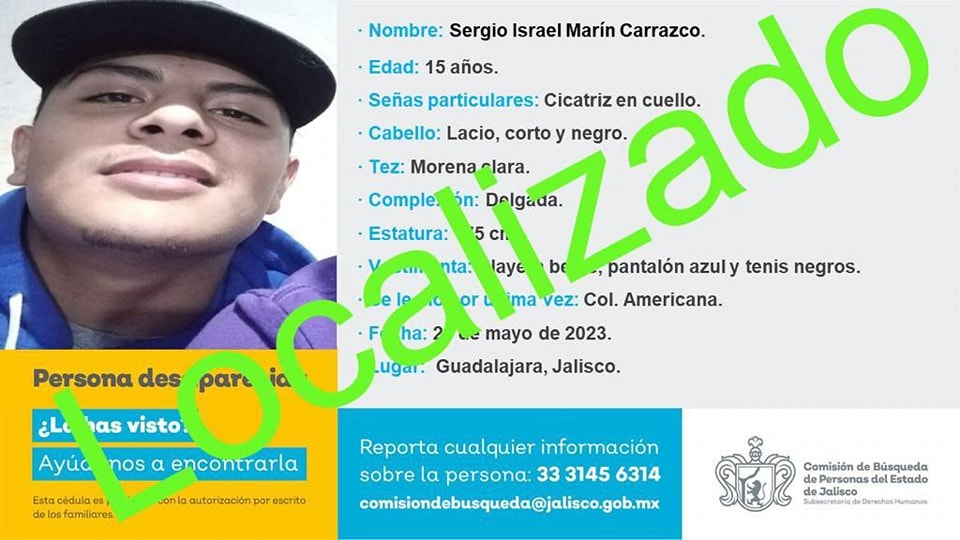 · Nombre: Sergio Israel Marín Carrazco.
· Edad: 15 años.
· Señas particulares: Cicatriz en cuello.
· Cabello: Lacio, corto y negro.
· Tez: Morena clara.
· Complexión: Delgada.
· Estatura:
pantalón azul y tenis negros.
Col. Americana.
· Fecha: de mayo de 2023.
· Lugar: Guadalajara, Jalisco.
Localizado
Persona desaparecida
¿La has visto?
Ayúdanos a encontrarla
Esta cédula es con la autorización por escrito
de los familiares.
Reporta cualquier información
sobre la persona: 33 3145 6314
comisiondebusqueda@jalisco.gob.mx
Comisión de Búsqueda
de Personas del Estado
de Jalisco
Subsecretaría de Derechos Humanos